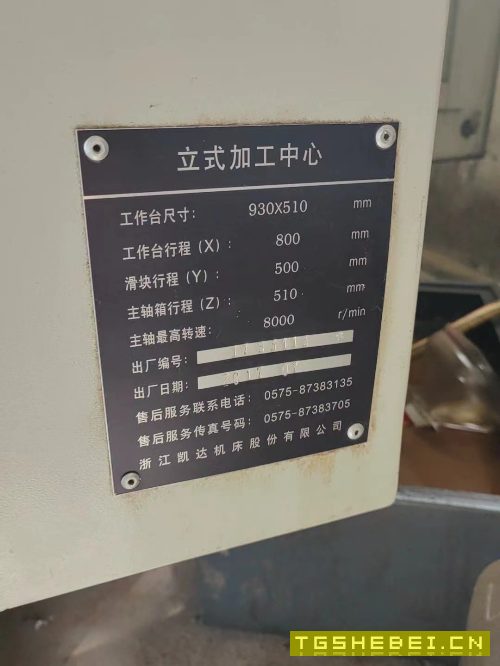 立式加工中心
工作台尺寸: 930X510 mm
工作台行程(X): 800 mm
滑块行程(Y): 500 mm
主轴箱行程(Z): 510 mm
主轴最高转速: 8000 r/min
出厂编号:
出厂日期:
售后服务联系电话: 0575-87383135
售后服务传真号码: 0575-87383705
浙江凯达机床股份有限公司
TGSHEBEI.CN